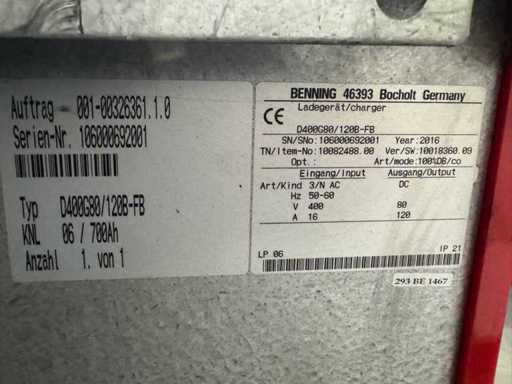 Auftrag 001-00326361.1.0
Serien-Nr. 106000692001
Typ D400G80/120B-FB
KNL 06 / 700Ah
Anzahl 1. von 1
BENNING 46393 Bocholt Germany
CE Ladegerät/charger
D400G80/120B-FB
SN/SNo: 106000692001 Year: 2016
TN/Item-No: 10082488.00 Ver/SW: 10018360.09
Opt.: Art/mode: 100%DB/co
Eingang/Input Ausgang/Output
Art/Kind 3/N AC DC
Hz 50-60
V 400 80
A 16 120
LP 06 IP 21
293 BE 1467